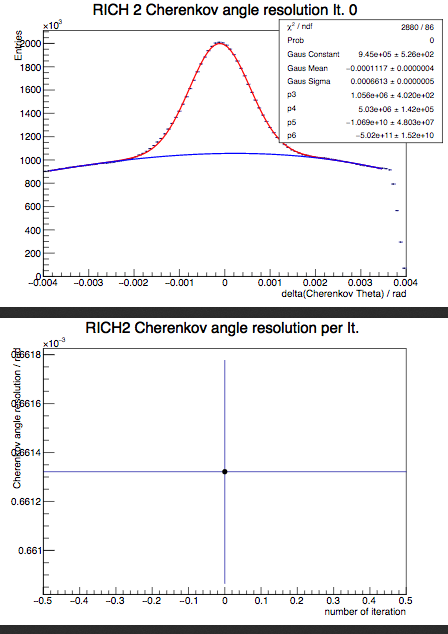 RICH 2 Cherenkov angle resolution It. 0
×10³
Entries
χ² / ndf 2880 / 86
Prob 0
Gaus Constant 9.45e+05 ± 5.26e+02
Gaus Mean −0.0001117 ± 0.0000004
Gaus Sigma 0.0006613 ± 0.0000005
p3 1.056e+06 ± 4.020e+02
p4 5.03e+06 ± 1.42e+05
p5 −1.069e+10 ± 4.803e+07
p6 −5.02e+11 ± 1.52e+10
2000
1800
1600
1400
1200
1000
800
600
400
200
0
−0.004 −0.003 −0.002 −0.001 0 0.001 0.002 0.003 0.004
delta(Cherenkov Theta) / rad
RICH2 Cherenkov angle resolution per It.
×10⁻³
Cherenkov angle resolution / rad
0.6618
0.6616
0.6614
0.6612
0.661
−0.5 −0.4 −0.3 −0.2 −0.1 0 0.1 0.2 0.3 0.4 0.5
number of iteration